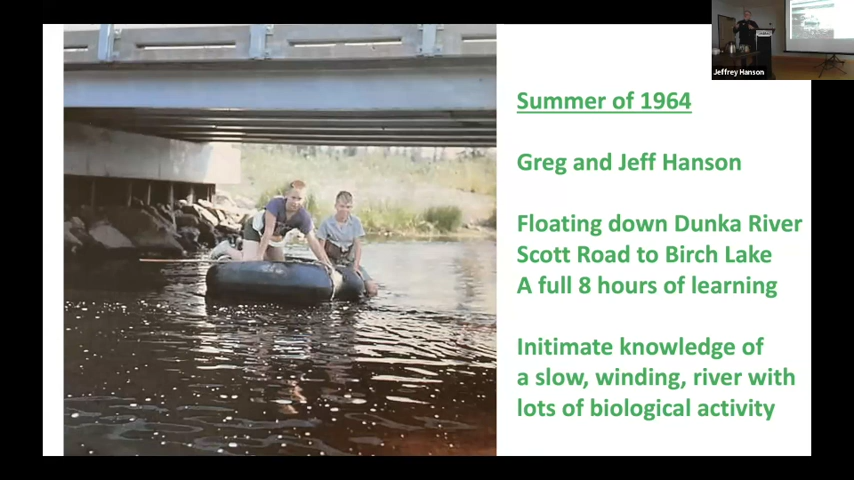 Summer of 1964
Greg and Jeff Hanson
Floating down Dunka River
Scott Road to Birch Lake
A full 8 hours of learning
Initimate knowledge of
a slow, winding, river with
lots of biological activity
Jeffrey Hanson